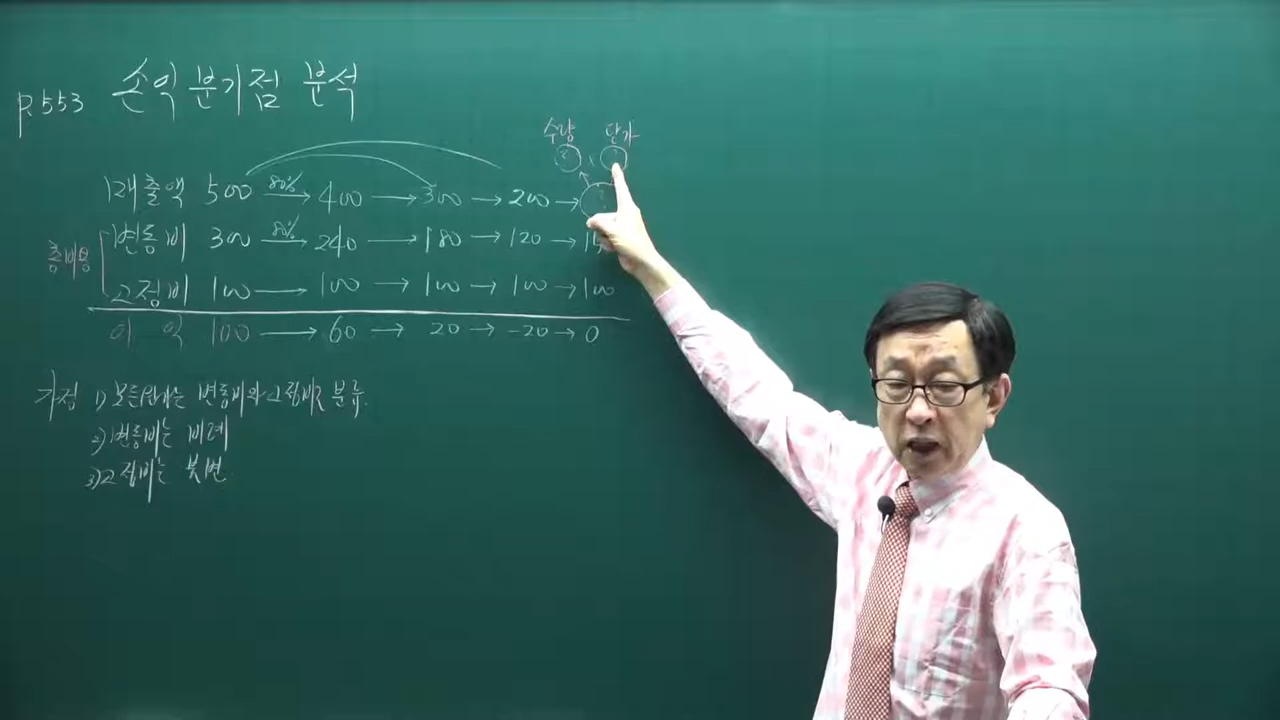 p.553 손익분기점 분석
수량 단가
? x ?
매출액 500 80%→ 400 → 300 → 200 →
총비용
변동비 300 80%→ 240 → 180 → 120 →
고정비 100 → 100 → 100 → 100 → 100
이 익 100 → 60 → 20 → -20 → 0
가정 1) 모든 변동비와 고정비로 분류.
2) 변동비는 비례
3) 고정비는 불변